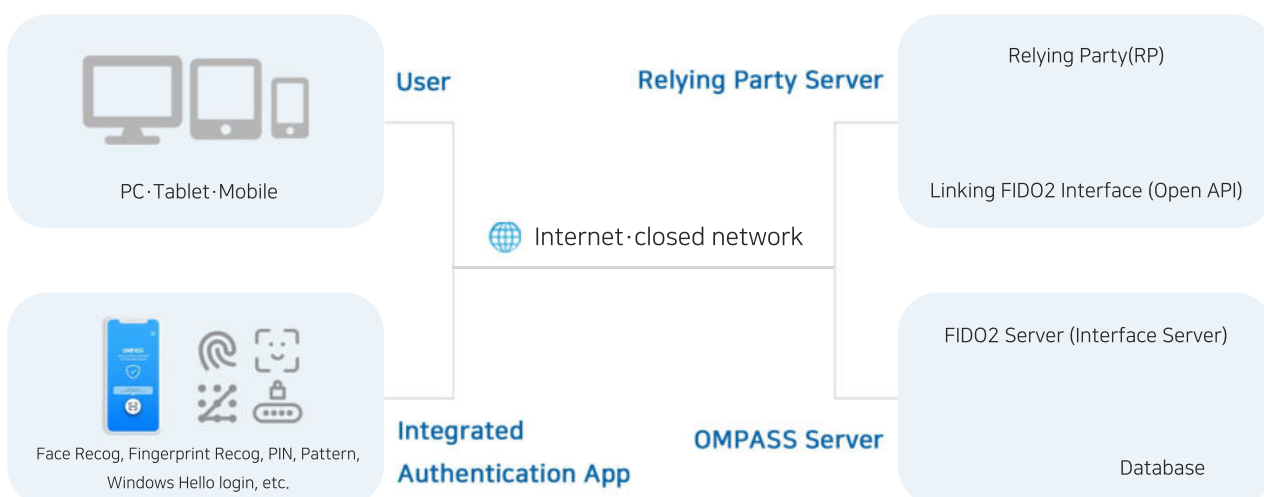 User
Relying Party Server
Relying Party(RP)
PC·Tablet·Mobile
Linking FIDO2 Interface (Open API)
Internet·closed network
OMPASS
FIDO2 Server (Interface Server)
Face Recog, Fingerprint Recog, PIN, Pattern,
Windows Hello login, etc.
Integrated
Authentication App
OMPASS Server
Database